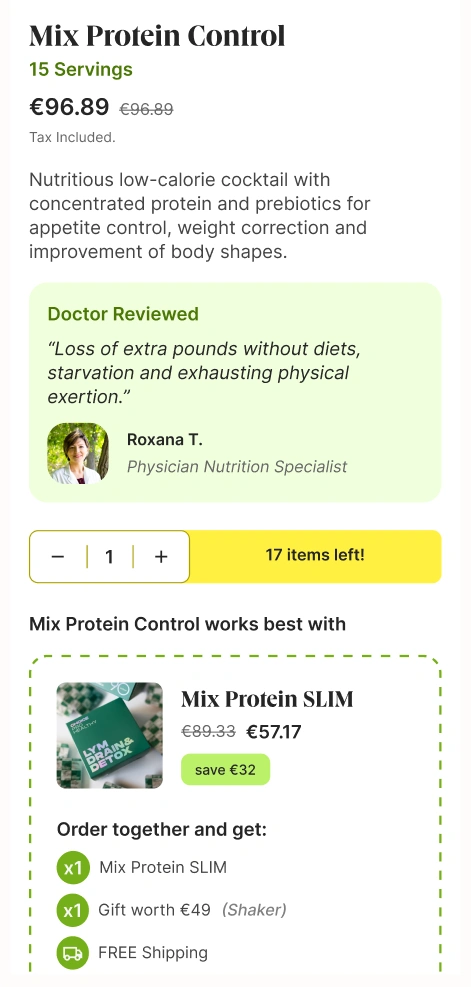 Mix Protein Control
15 Servings
€96.89 €96.89
Tax Included.
Nutritious low-calorie cocktail with
concentrated protein and prebiotics for
appetite control, weight correction and
improvement of body shapes.
Doctor Reviewed
“Loss of extra pounds without diets,
starvation and exhausting physical
exertion.”
Roxana T.
Physician Nutrition Specialist
− 1 +
17 items left!
Mix Protein Control works best with
Mix Protein SLIM
€89.33 €57.17
save €32
LYM
DRAIN&
DETOX
Order together and get:
x1 Mix Protein SLIM
x1 Gift worth €49 (Shaker)
FREE Shipping